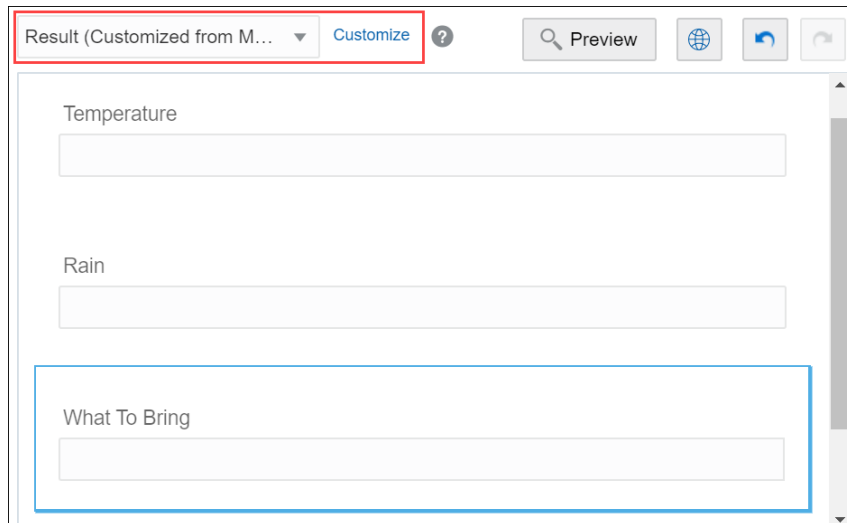 Result (Customized from M... Customize ? Preview
Temperature
Rain
What To Bring